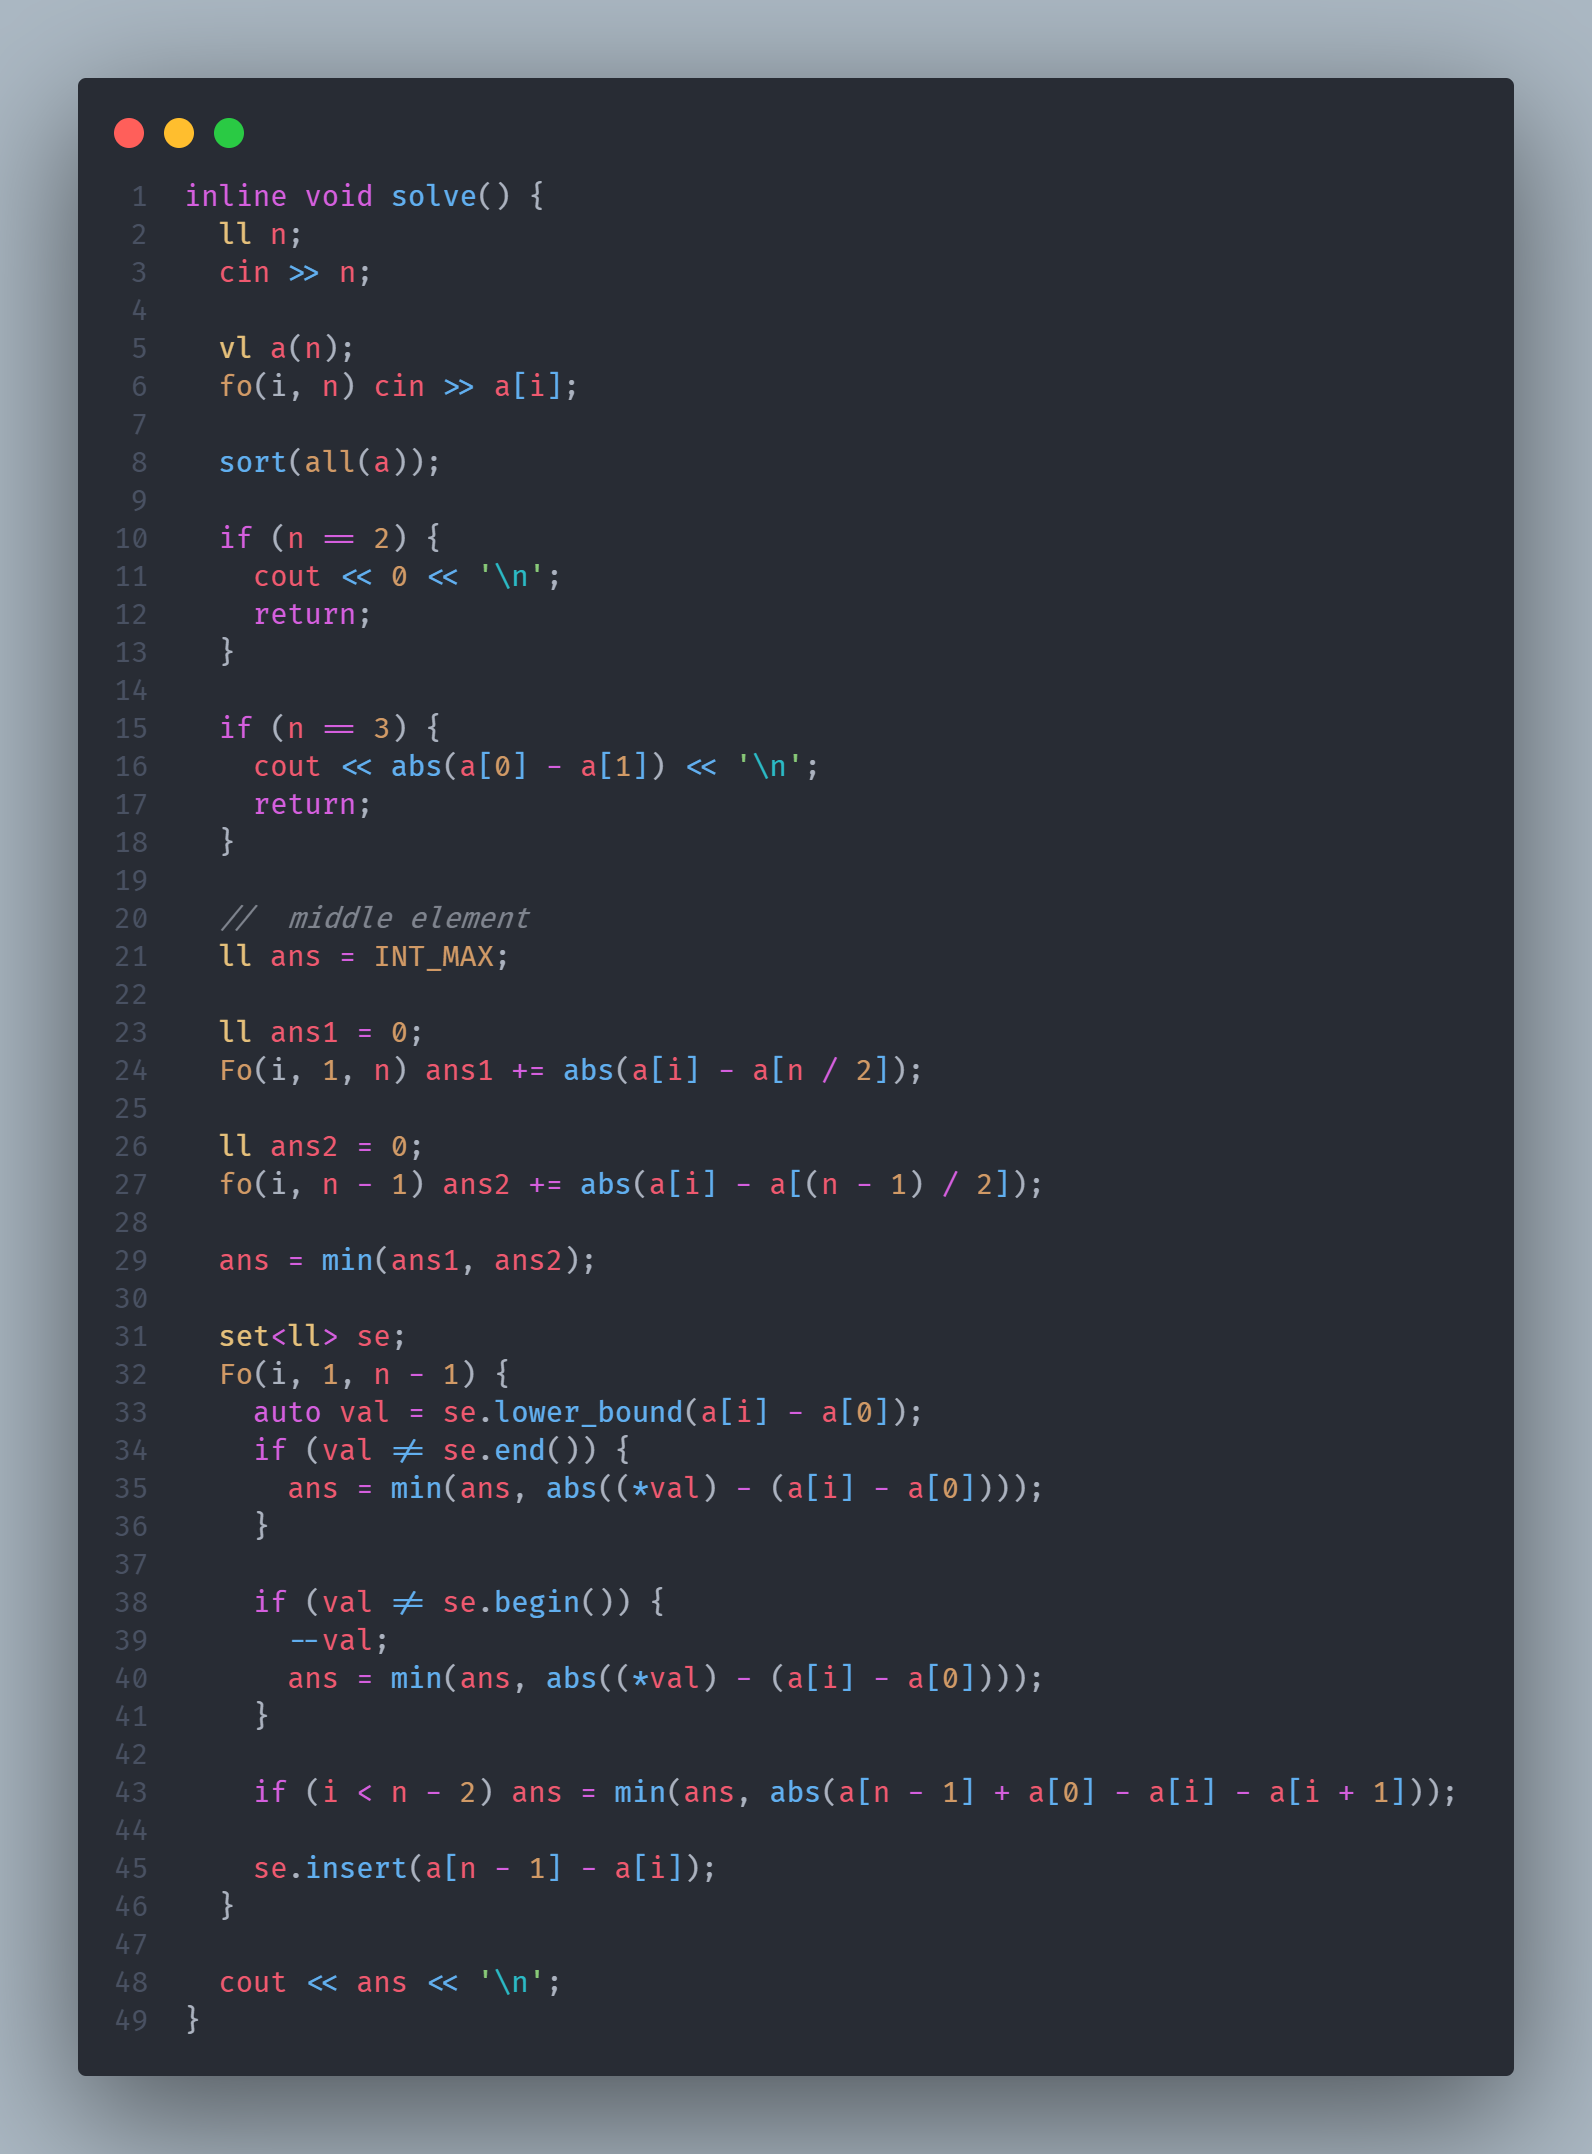 1 inline void solve() {
2 ll n;
3 cin >> n;
4
5 vl a(n);
6 fo(i, n) cin >> a[i];
7
8 sort(all(a));
9
10 if (n == 2) {
11 cout << 0 << '\n';
12 return;
13 }
14
15 if (n == 3) {
16 cout << abs(a[0] - a[1]) << '\n';
17 return;
18 }
19
20 //  middle element
21 ll ans = INT_MAX;
22
23 ll ans1 = 0;
24 Fo(i, 1, n) ans1 += abs(a[i] - a[n / 2]);
25
26 ll ans2 = 0;
27 fo(i, n - 1) ans2 += abs(a[i] - a[(n - 1) / 2]);
28
29 ans = min(ans1, ans2);
30
31 set<ll> se;
32 Fo(i, 1, n - 1) {
33 auto val = se.lower_bound(a[i] - a[0]);
34 if (val != se.end()) {
35 ans = min(ans, abs((*val) - (a[i] - a[0])));
36 }
37
38 if (val != se.begin()) {
39 --val;
40 ans = min(ans, abs((*val) - (a[i] - a[0])));
41 }
42
43 if (i < n - 2) ans = min(ans, abs(a[n - 1] + a[0] - a[i] - a[i + 1]));
44
45 se.insert(a[n - 1] - a[i]);
46 }
47
48 cout << ans << '\n';
49 }